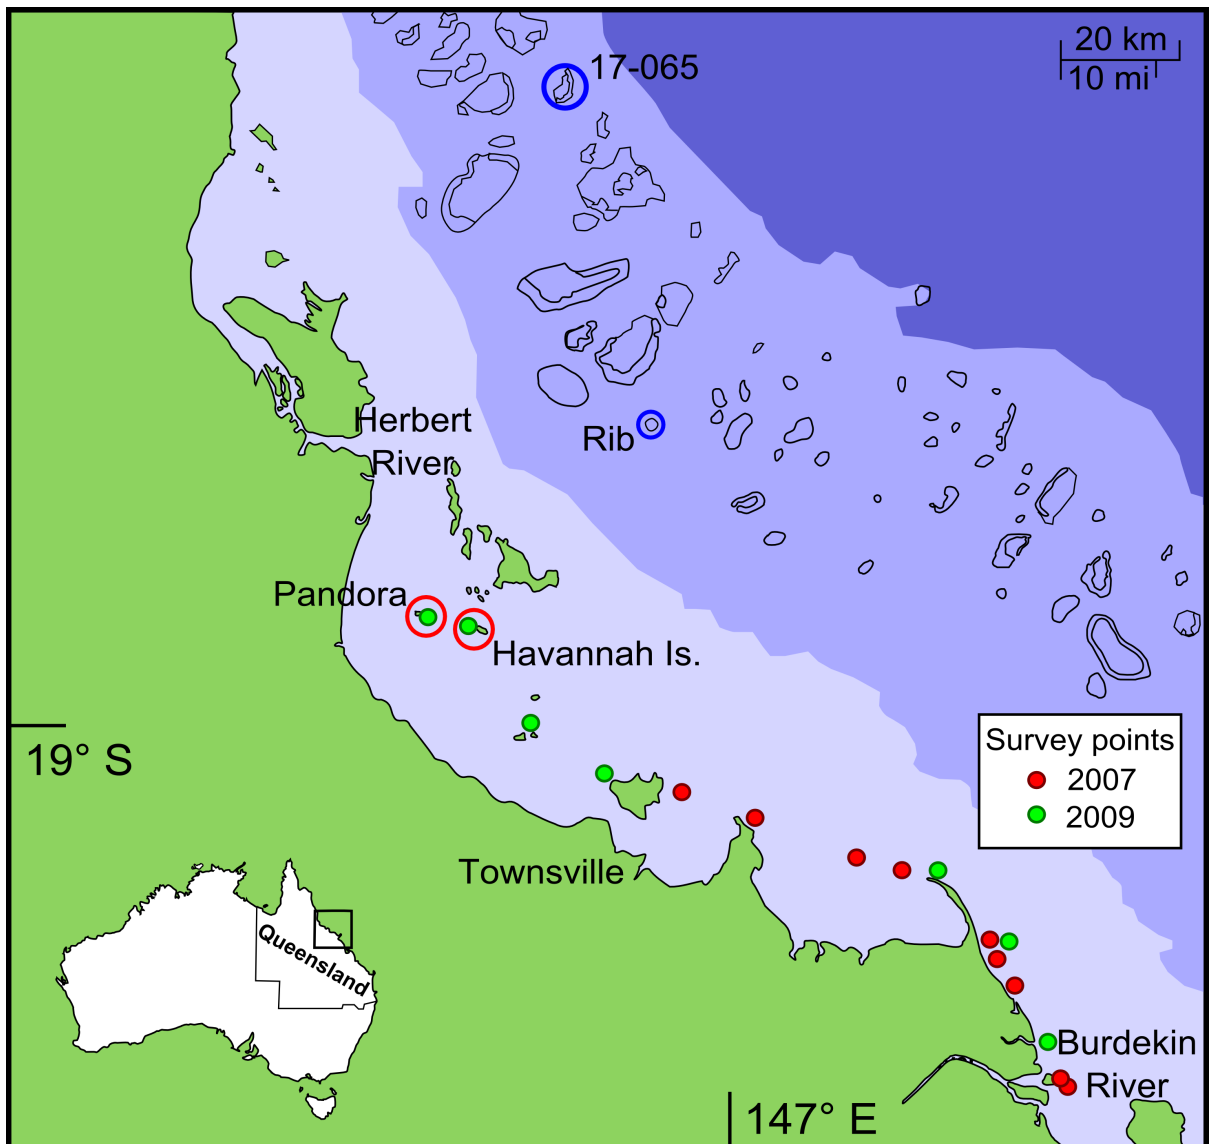 17-065
20 km
10 mi
Herbert
River
Rib
Pandora
Havannah Is.
19° S
Survey points
2007
2009
Townsville
Queensland
Burdekin
River
147° E